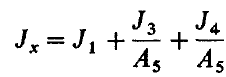 J_x = J_1 + \frac{J_3}{A_5} + \frac{J_4}{A_5}